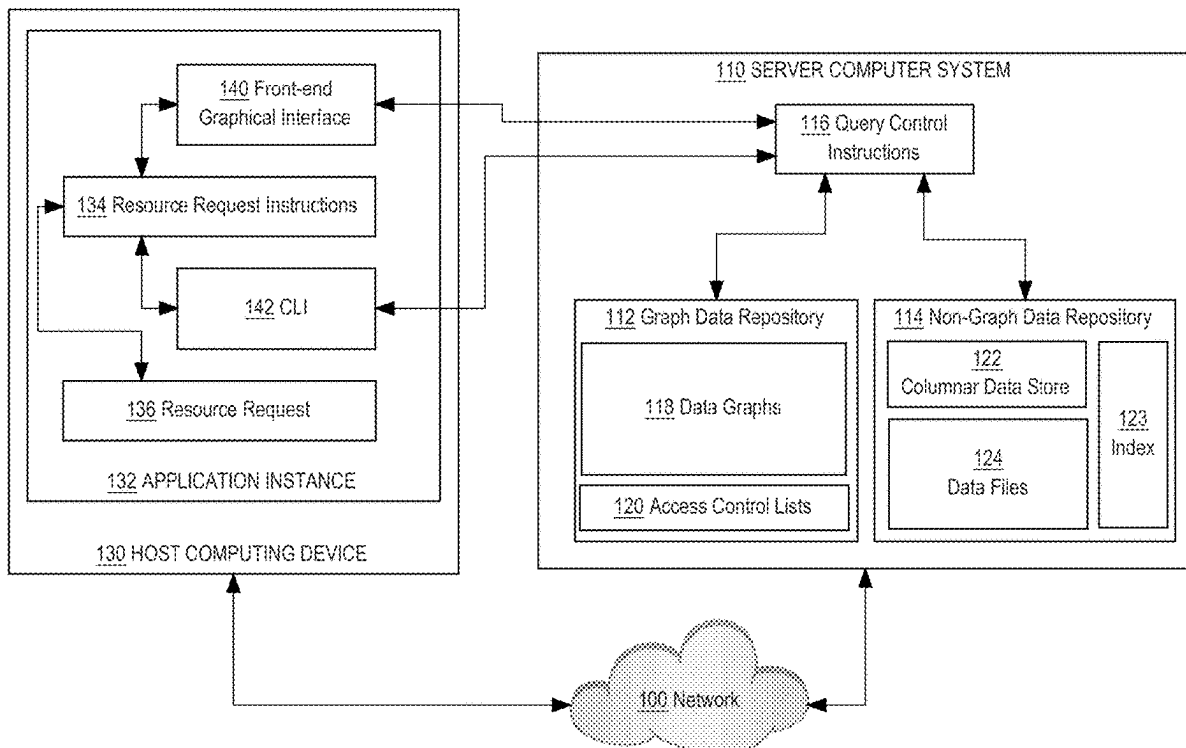 140 Front-end
Graphical Interface
134 Resource Request Instructions
142 CLI
136 Resource Request
132 APPLICATION INSTANCE
130 HOST COMPUTING DEVICE
110 SERVER COMPUTER SYSTEM
116 Query Control
Instructions
112 Graph Data Repository
118 Data Graphs
120 Access Control Lists
114 Non-Graph Data Repository
122
Columnar Data Store
124
Data Files
123
Index
100 Network